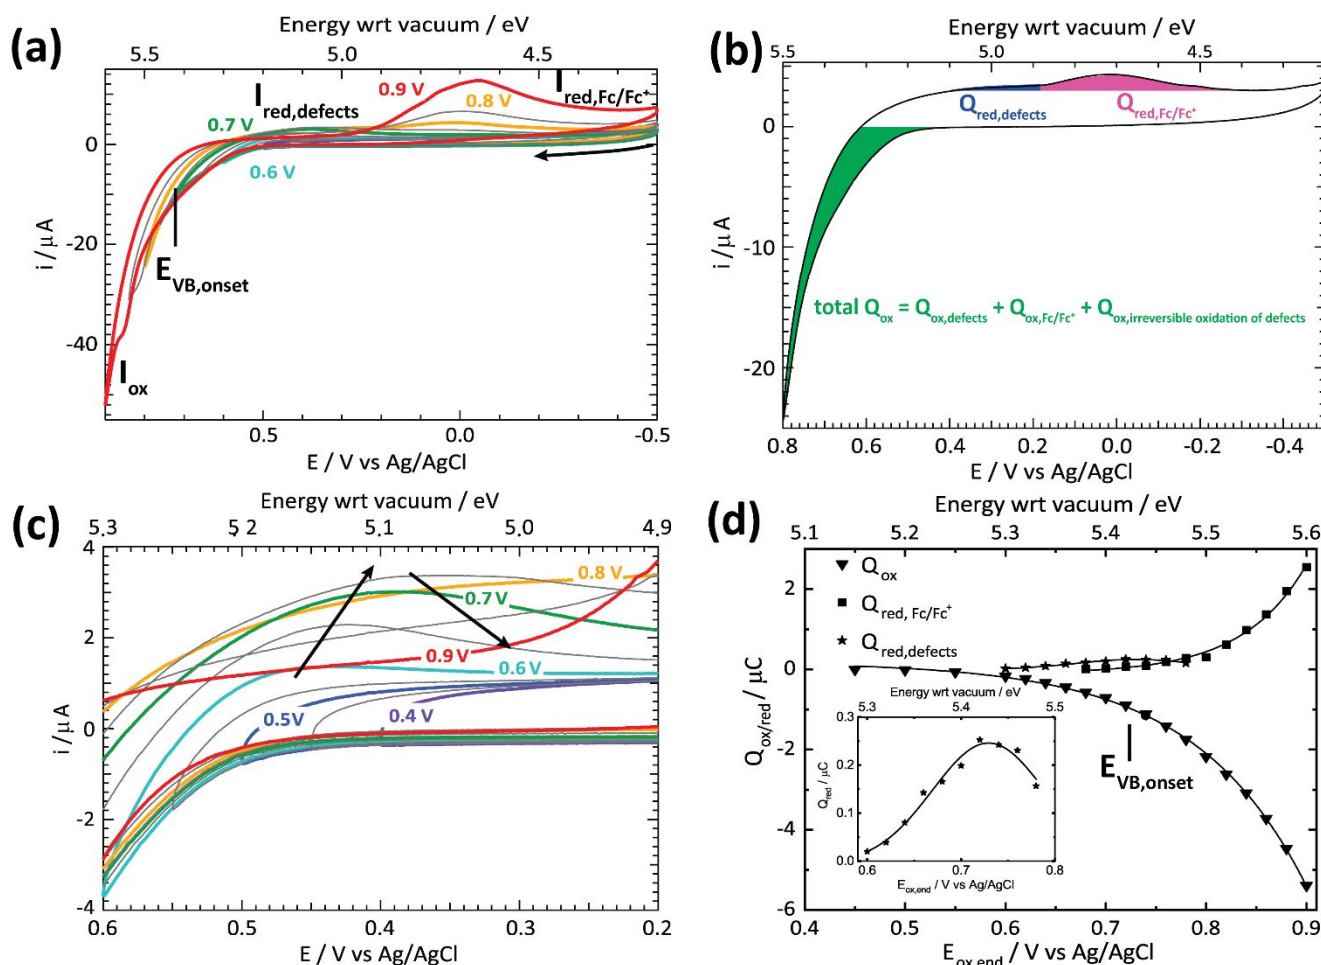 (a)
Energy wrt vacuum / eV
5.5 5.0 4.5
0.9 V
I red,Fc/Fc⁺
0.8 V
I red,defects
0.7 V
0.6 V
E VB,onset
I ox
0 -20 -40
i /μA
0.5 0.0 -0.5
E / V vs Ag/AgCl
(b)
Energy wrt vacuum / eV
5.5 5.0 4.5
Q red,defects
Q red,Fc/Fc⁺
total Q ox = Q ox,defects + Q ox,Fc/Fc⁺ + Q ox,irreversible oxidation of defects
0 -10 -20
i /μA
0.8 0.6 0.4 0.2 0.0 -0.2 -0.4
E / V vs Ag/AgCl
(c)
Energy wrt vacuum / eV
5.3 5.2 5.1 5.0 4.9
0.8 V
0.7 V
0.9 V
0.6 V
0.5 V
0.4 V
4 2 0 -2 -4
i/μA
0.6 0.5 0.4 0.3 0.2
E / V vs Ag/AgCl
(d)
Energy wrt vacuum / eV
5.1 5.2 5.3 5.4 5.5 5.6
Q ox
Q red, Fc/Fc⁺
Q red,defects
2 0 -2 -4 -6
Q ox/red / μC
E VB,onset
Energy wrt vacuum / eV
5.3 5.4 5.5
0.3 0.2 0.1 0.0
Q red / μC
0.6 0.7 0.8
E ox,end / V vs Ag/AgCl
0.4 0.5 0.6 0.7 0.8 0.9
E ox,end / V vs Ag/AgCl